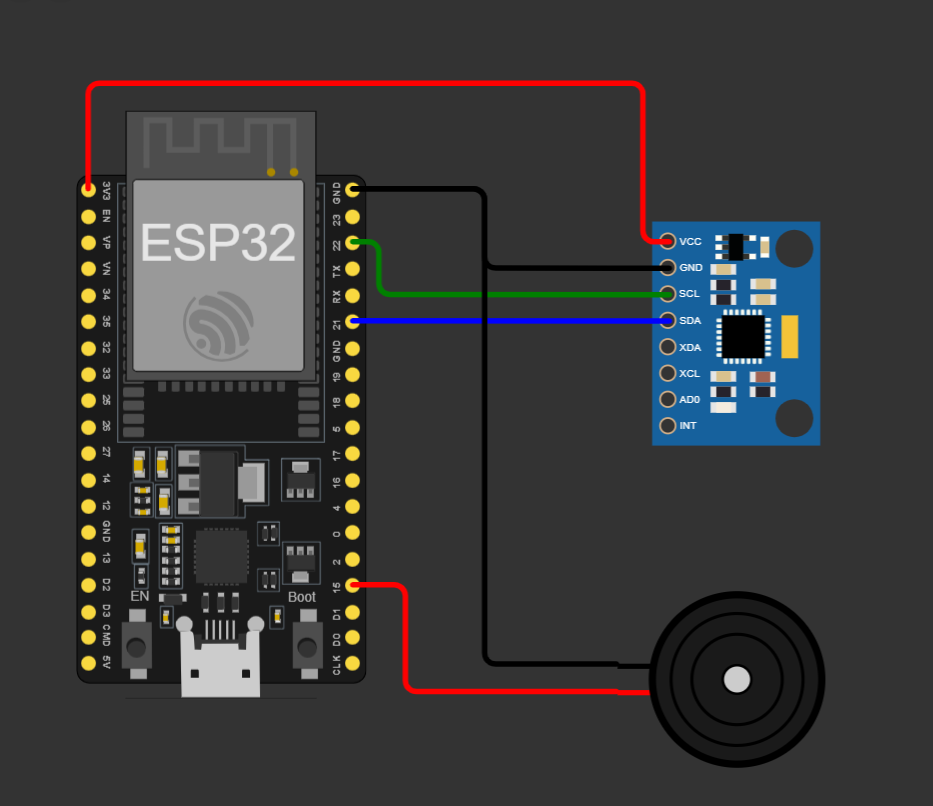 ESP32
3V3
EN
VP
VN
34
35
32
33
25
26
27
14
12
GND
13
D2
D3
CMD
5V
GND
23
22
TX
RX
21
GND
19
18
5
17
16
4
0
2
15
D1
D0
CLK
EN
Boot
VCC
GND
SCL
SDA
XDA
XCL
AD0
INT